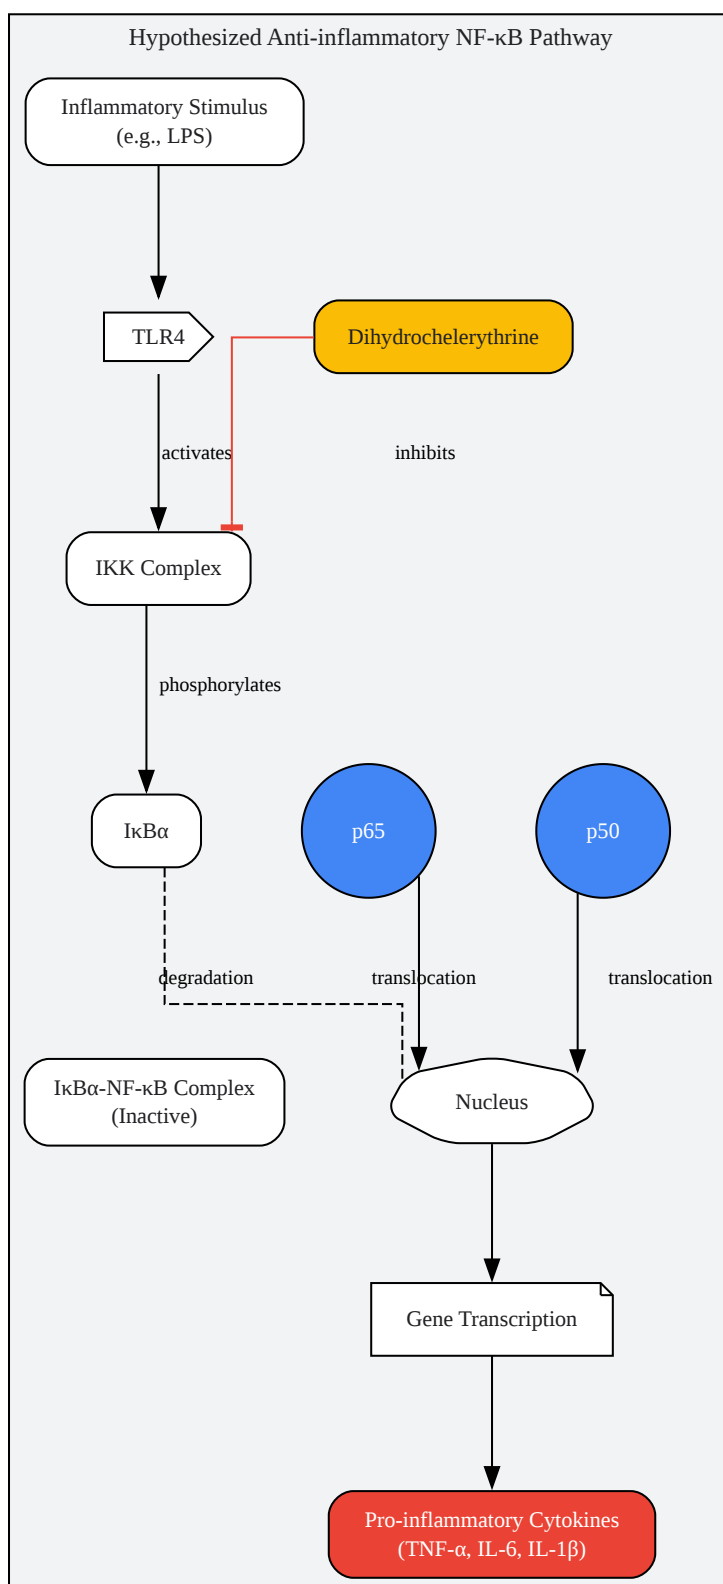 Hypothesized Anti-inflammatory NF-κB Pathway
Inflammatory Stimulus
(e.g., LPS)
TLR4
Dihydrochelerythrine
activates
inhibits
IKK Complex
phosphorylates
IκBα
p65
p50
degradation
translocation
translocation
IκBα-NF-κB Complex
(Inactive)
Nucleus
Gene Transcription
Pro-inflammatory Cytokines
(TNF-α, IL-6, IL-1β)